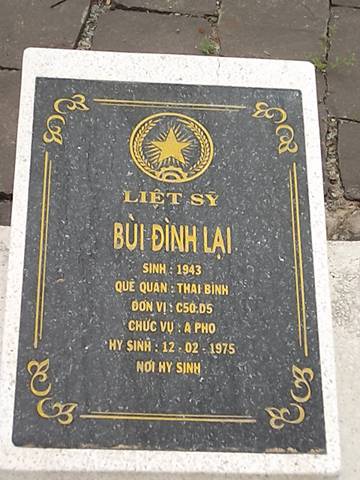 LIỆT SỸ
BÙI ĐÌNH LẠI
SINH : 1943
QUÊ QUÁN : THÁI BÌNH
ĐƠN VỊ : C50.D5
CHỨC VỤ : A PHO
HY SINH : 12 - 02 - 1975
NƠI HY SINH